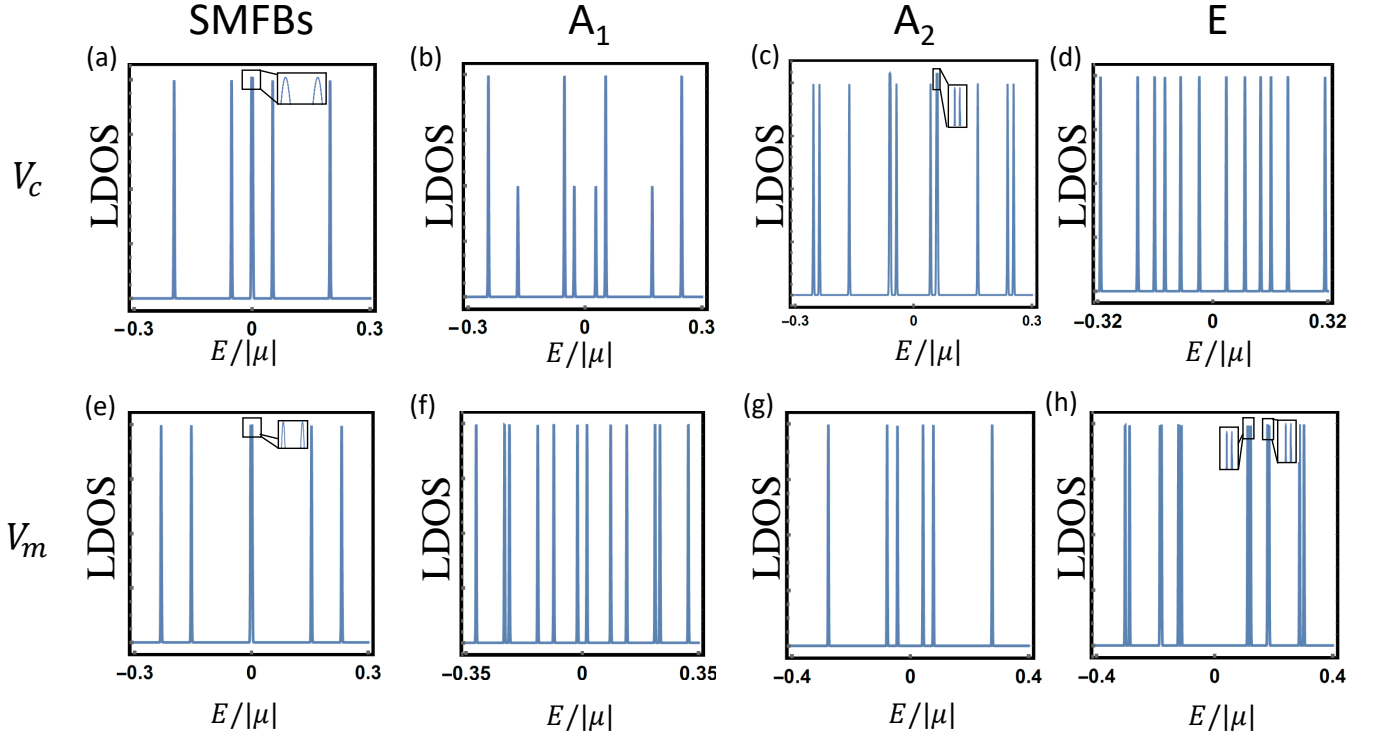 SMFBs A₁ A₂ E
(a) (b) (c) (d)
V_c
LDOS LDOS LDOS LDOS
−0.3 0 0.3 −0.3 0 0.3 −0.3 0 0.3 −0.32 0 0.32
E/|μ| E/|μ| E/|μ| E/|μ|
(e) (f) (g) (h)
V_m
LDOS LDOS LDOS LDOS
−0.3 0 0.3 −0.35 0 0.35 −0.4 0 0.4 −0.4 0 0.4
E/|μ| E/|μ| E/|μ| E/|μ|